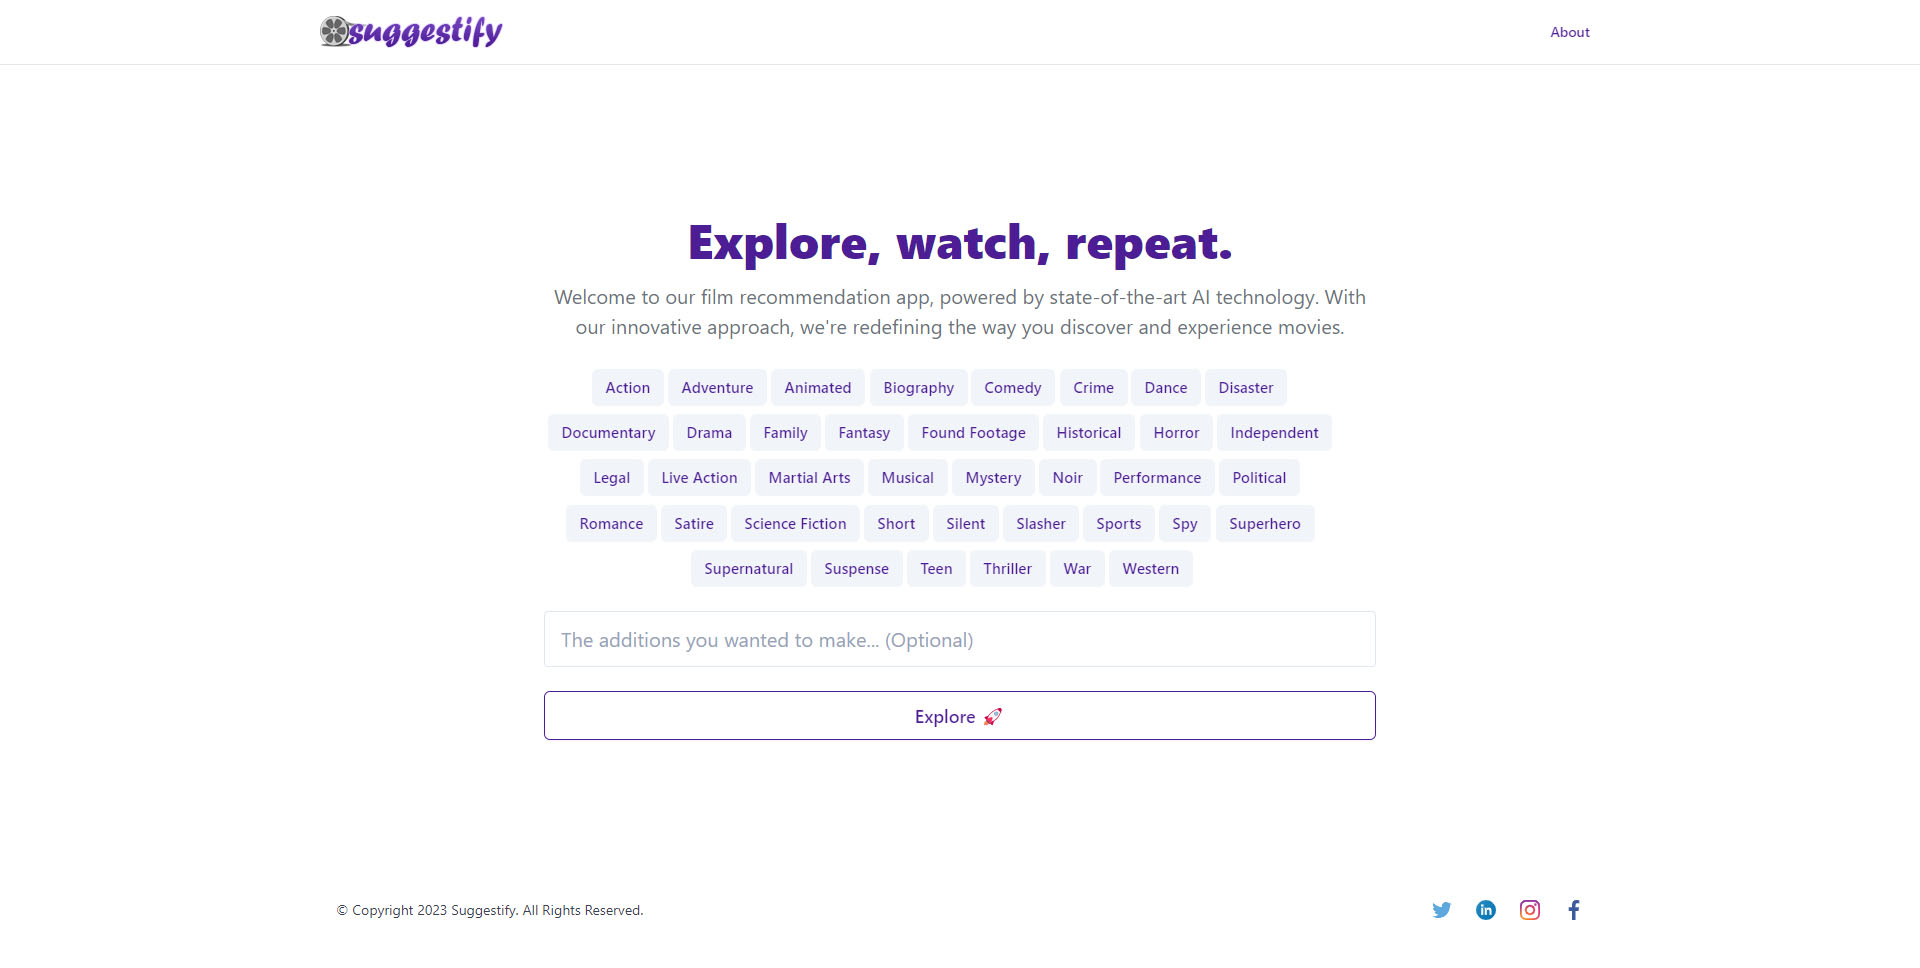 suggestify
About
Explore, watch, repeat.
Welcome to our film recommendation app, powered by state-of-the-art AI technology. With
our innovative approach, we're redefining the way you discover and experience movies.
Action Adventure Animated Biography Comedy Crime Dance Disaster
Documentary Drama Family Fantasy Found Footage Historical Horror Independent
Legal Live Action Martial Arts Musical Mystery Noir Performance Political
Romance Satire Science Fiction Short Silent Slasher Sports Spy Superhero
Supernatural Suspense Teen Thriller War Western
The additions you wanted to make... (Optional)
Explore 🚀
© Copyright 2023 Suggestify. All Rights Reserved.